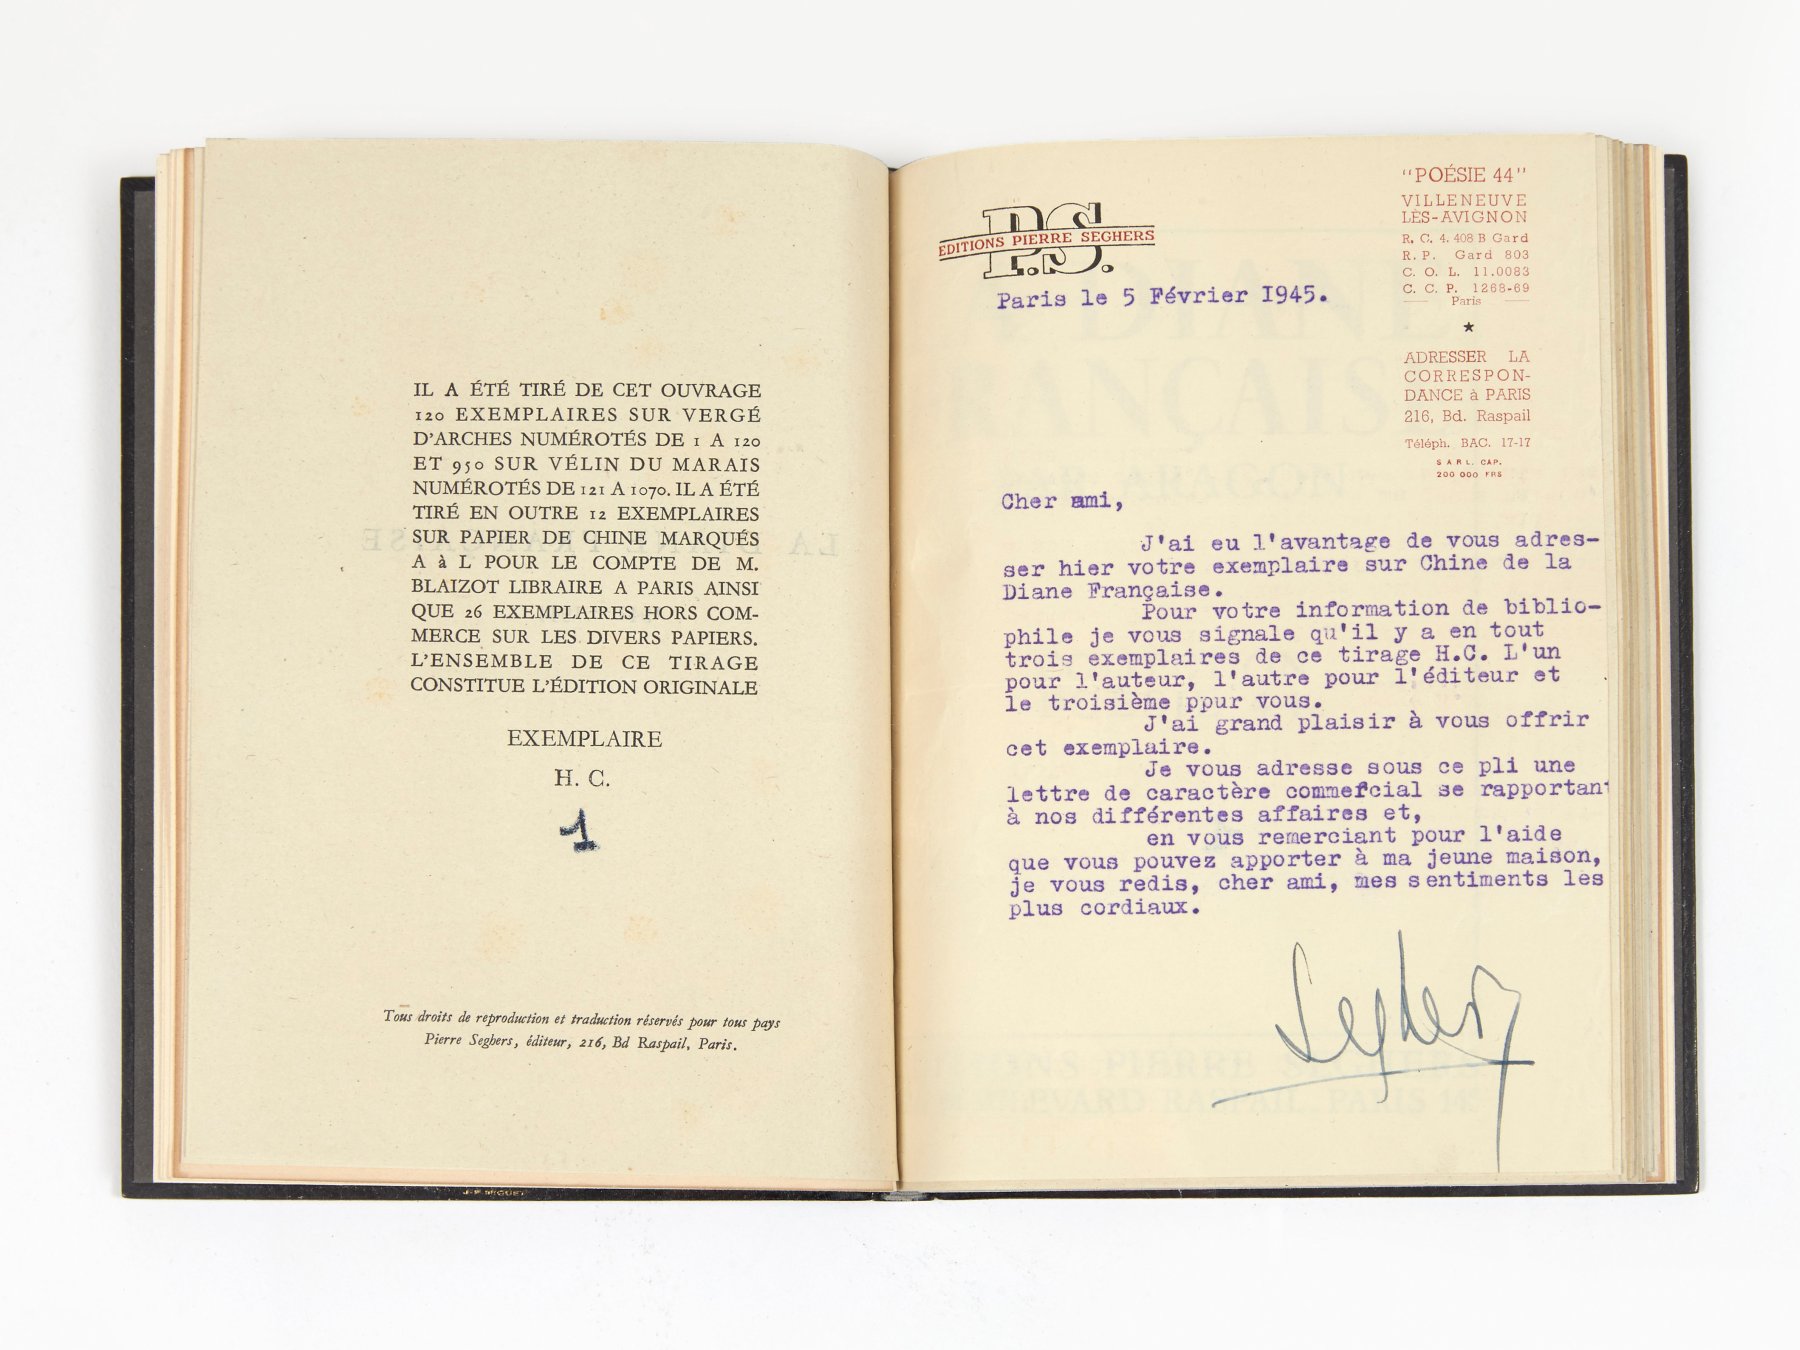 IL A ÉTÉ TIRÉ DE CET OUVRAGE
120 EXEMPLAIRES SUR VERGÉ
D'ARCHES NUMÉROTÉS DE 1 A 120
ET 950 SUR VÉLIN DU MARAIS
NUMÉROTÉS DE 121 A 1070. IL A ÉTÉ
TIRÉ EN OUTRE 12 EXEMPLAIRES
SUR PAPIER DE CHINE MARQUÉS
A à L POUR LE COMPTE DE M.
BLAIZOT LIBRAIRE A PARIS AINSI
QUE 26 EXEMPLAIRES HORS COM-
MERCE SUR LES DIVERS PAPIERS.
L'ENSEMBLE DE CE TIRAGE
CONSTITUE L'ÉDITION ORIGINALE
EXEMPLAIRE
H. C.
1
Tous droits de reproduction et traduction réservés pour tous pays
Pierre Seghers, éditeur, 216, Bd Raspail, Paris.
P.S.
EDITIONS PIERRE SEGHERS
"POÉSIE 44"
VILLENEUVE
LÈS-AVIGNON
R. C. 4. 408 B Gard
R. P. Gard 803
C. O. L. 11.0083
C. C. P. 1268-69
Paris
★
ADRESSER LA
CORRESPON-
DANCE à PARIS
216, Bd. Raspail
Téléph. BAC. 17-17
SARL. CAP.
200 000 FRS
Paris le 5 Février I945.
Cher ami,
J'ai eu l'avantage de vous adres-
ser hier votre exemplaire sur Chine de la
Diane Française.
Pour votre information de biblio-
phile je vous signale qu'il y a en tout
trois exemplaires de ce tirage H.C. L'un
pour l'auteur, l'autre pour l'éditeur et
le troisième ppur vous.
J'ai grand plaisir à vous offrir
cet exemplaire.
Je vous adresse sous ce pli une
lettre de caractère commefcial se rapportant
à nos différentes affaires et,
en vous remerciant pour l'aide
que vous pouvez apporter à ma jeune maison,
je vous redis, cher ami, mes sentiments les
plus cordiaux.
Seghers